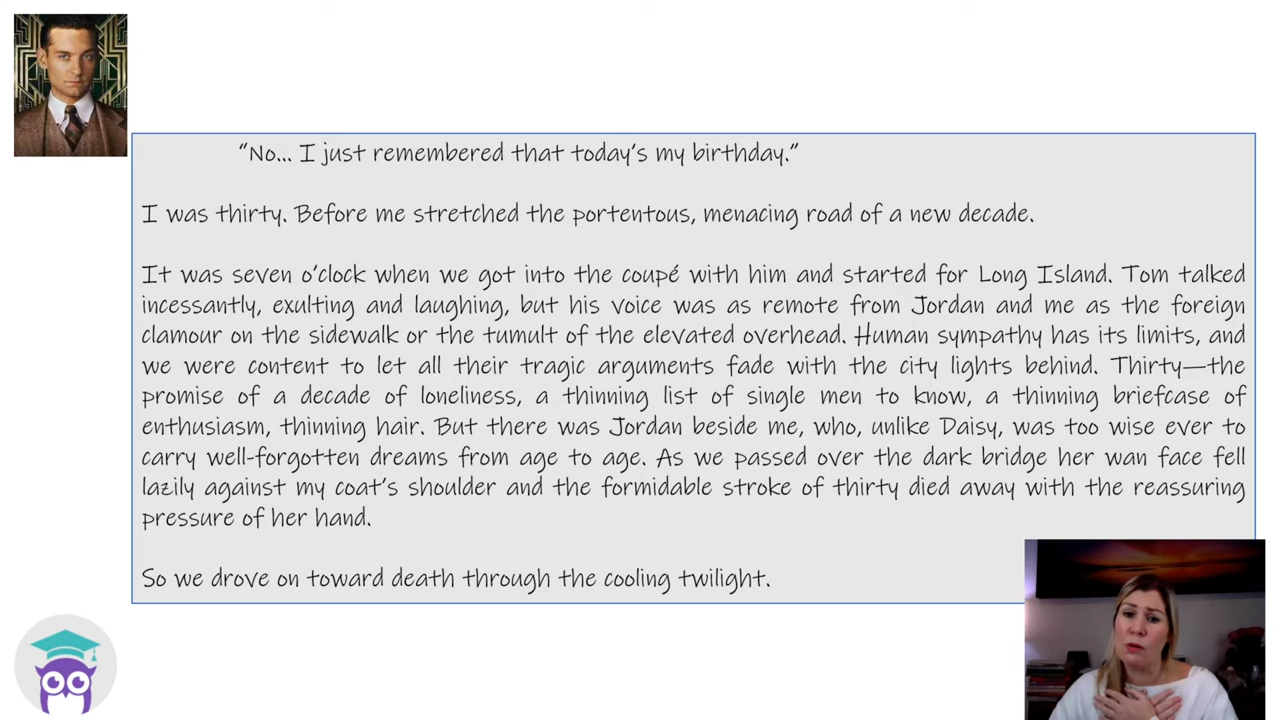 “No... I just remembered that today’s my birthday.”
I was thirty. Before me stretched the portentous, menacing road of a new decade.
It was seven o’clock when we got into the coupé with him and started for Long Island. Tom talked
incessantly, exulting and laughing, but his voice was as remote from Jordan and me as the foreign
clamour on the sidewalk or the tumult of the elevated overhead. Human sympathy has its limits, and
we were content to let all their tragic arguments fade with the city lights behind. Thirty—the
promise of a decade of loneliness, a thinning list of single men to know, a thinning briefcase of
enthusiasm, thinning hair. But there was Jordan beside me, who, unlike Daisy, was too wise ever to
carry well-forgotten dreams from age to age. As we passed over the dark bridge her wan face fell
lazily against my coat’s shoulder and the formidable stroke of thirty died away with the reassuring
pressure of her hand.
So we drove on toward death through the cooling twilight.